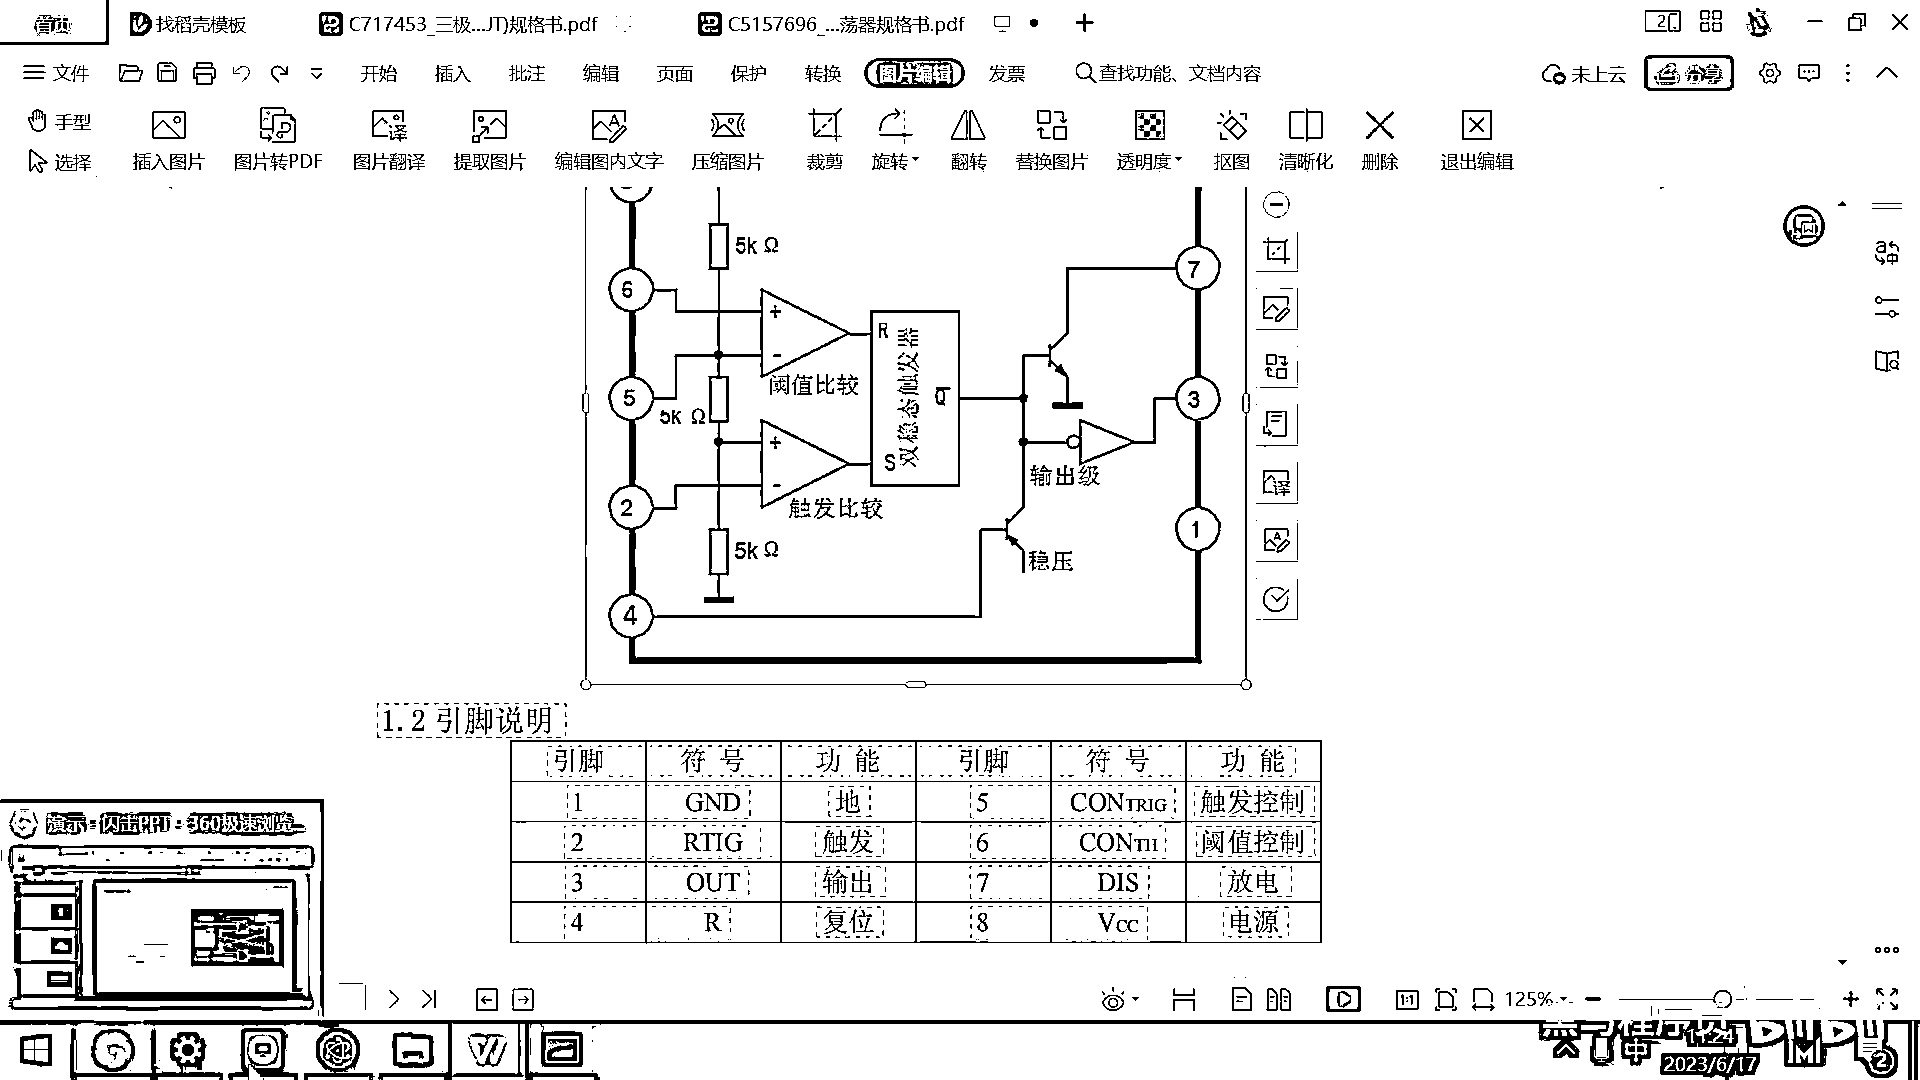 首页 找稻壳模板 C717453_三极...JT)规格书.pdf C5157696_...荡器规格书.pdf
文件 开始 插入 批注 编辑 页面 保护 转换 图片编辑 发票 查找功能、文档内容 未上云 分享
手型
选择 插入图片 图片转PDF 图片翻译 提取图片 编辑图内文字 压缩图片 裁剪 旋转 翻转 替换图片 透明度 抠图 清晰化 删除 退出编辑
5k Ω
6 + R 7
-
阈值比较
双稳态触发器
5 5k Ω Q 3
+ S
输出级
2 -
触发比较 1
5k Ω 稳压
4
1.2 引脚说明
引脚 符 号 功 能 引脚 符 号 功 能
1 GND 地 5 CONTRIG 触发控制
2 RTIG 触发 6 CONTH 阈值控制
3 OUT 输出 7 DIS 放电
4 R 复位 8 Vcc 电源
演示 - 闪击PPT - 360极速浏览
1:1 125%
中 14:24
2023/6/17 2